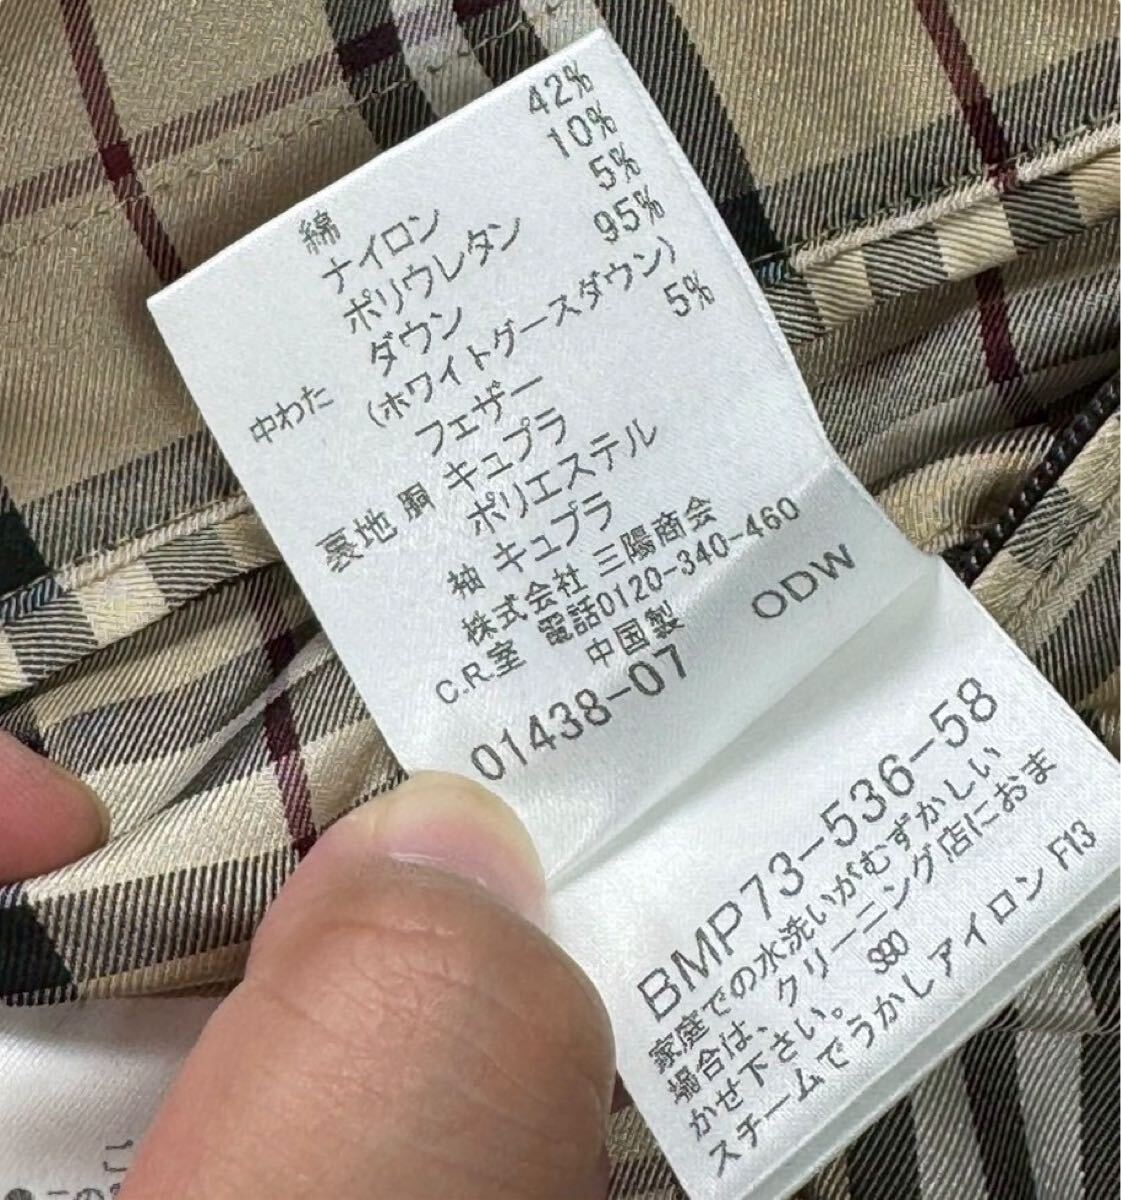 綿 42%
ナイロン 10%
ポリウレタン 5%
中わた ダウン 95%
(ホワイトグースダウン)
フェザー 5%
裏地 胴 キュプラ
ポリエステル
袖 キュプラ
株式会社 三陽商会
C.R.室 電話0120-340-460
中国製
01438-07 ODW
BMP73-536-58
家庭での水洗いがむずかしい
場合は、クリーニング店におま
かせ下さい。 390
スチームでうかしアイロン F13